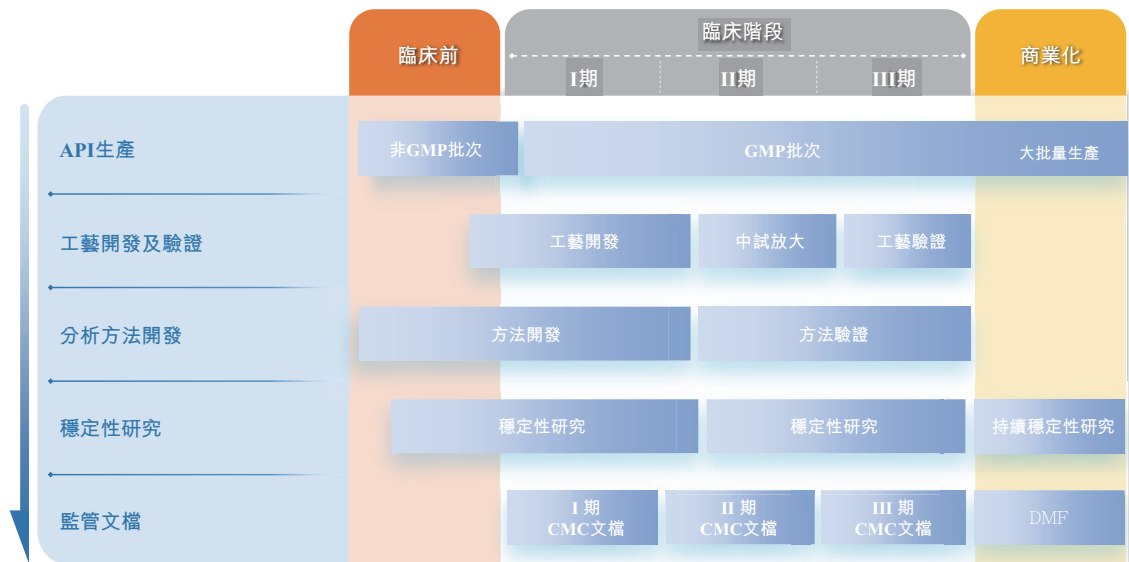 臨床前
臨床階段
商業化
I期
II期
III期
API生產
非GMP批次
GMP批次
大批量生產
工藝開發及驗證
工藝開發
中試放大
工藝驗證
分析方法開發
方法開發
方法驗證
穩定性研究
穩定性研究
穩定性研究
持續穩定性研究
監管文檔
I 期
CMC文檔
II 期
CMC文檔
III 期
CMC文檔
DMF